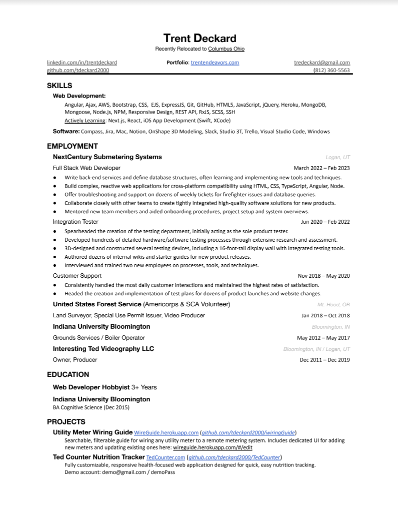 Trent Deckard
Recently Relocated to Columbus Ohio
linkedin.com/in/trentdeckard Portfolio: trentendeavors.com tredeckard@gmail.com
github.com/tdeckard2000 (812) 360-5563
SKILLS
Web Development:
Angular, Ajax, AWS, Bootstrap, CSS, EJS, ExpressJS, Git, GitHub, HTML5, JavaScript, jQuery, Heroku, MongoDB,
Mongoose, Node.js, NPM, Responsive Design, REST API, RxJS, SCSS, SSH
Actively Learning: Next.js, React, iOS App Development (Swift, XCode)
Software: Compass, Jira, Mac, Notion, OnShape 3D Modeling, Slack, Studio 3T, Trello, Visual Studio Code, Windows
EMPLOYMENT
NextCentury Submetering Systems Logan, UT
Full Stack Web Developer March 2022 – Feb 2023
● Write back-end services and define database structures, often learning and implementing new tools and techniques.
● Build complex, reactive web applications for cross-platform compatibility using HTML, CSS, TypeScript, Angular, Node.
● Offer troubleshooting and support on dozens of weekly tickets for firefighter issues and database queries.
● Collaborate closely with other teams to create tightly integrated high-quality software solutions for new products.
● Mentored new team members and aided onboarding procedures, project setup and system overviews.
Integration Tester Jun 2020 - Feb 2022
● Spearheaded the creation of the testing department, initially acting as the sole product tester.
● Developed hundreds of detailed hardware/software testing processes through extensive research and assessment.
● 3D-designed and constructed several testing devices, including a 16-foot-tall display wall with integrated testing tools.
● Authored dozens of internal wikis and starter guides for new product releases.
● Interviewed and trained two new employees on processes, tools, and techniques.
Customer Support Nov 2018 - May 2020
● Consistently handled the most daily customer interactions and maintained the highest rates of satisfaction.
● Headed the creation and implementation of test plans for dozens of product launches and website changes
United States Forest Service (Americorps & SCA Volunteer) Mt. Hood, OR
Land Surveyor, Special Use Permit Issuer, Video Producer Jan 2018 – Oct 2018
Indiana University Bloomington Bloomington, IN
Grounds Services / Boiler Operator May 2012 – May 2017
Interesting Ted Videography LLC Bloomington, IN / Logan, UT
Owner, Producer Dec 2011 – Dec 2019
EDUCATION
Web Developer Hobbyist 3+ Years
Indiana University Bloomington
BA Cognitive Science (Dec 2015)
PROJECTS
Utility Meter Wiring Guide WireGuide.herokuapp.com (github.com/tdeckard2000/wiringGuide)
Searchable, filterable guide for wiring any utility meter to a remote metering system. Includes dedicated UI for adding
new meters and updating existing ones here: wireguide.herokuapp.com/#/edit
Ted Counter Nutrition Tracker TedCounter.com (github.com/tdeckard2000/TedCounter)
Fully customizable, responsive health-focused web application designed for quick, easy nutrition tracking.
Demo account: demo@gmail.com / demoPass